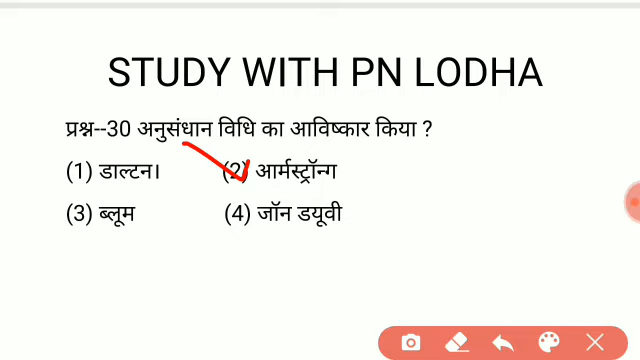 STUDY WITH PN LODHA
प्रश्न--30 अनुसंधान विधि का आविष्कार किया ?
(1) डाल्टन। (2) आर्मस्ट्रॉन्ग
(3) ब्लूम (4) जॉन डयूवी